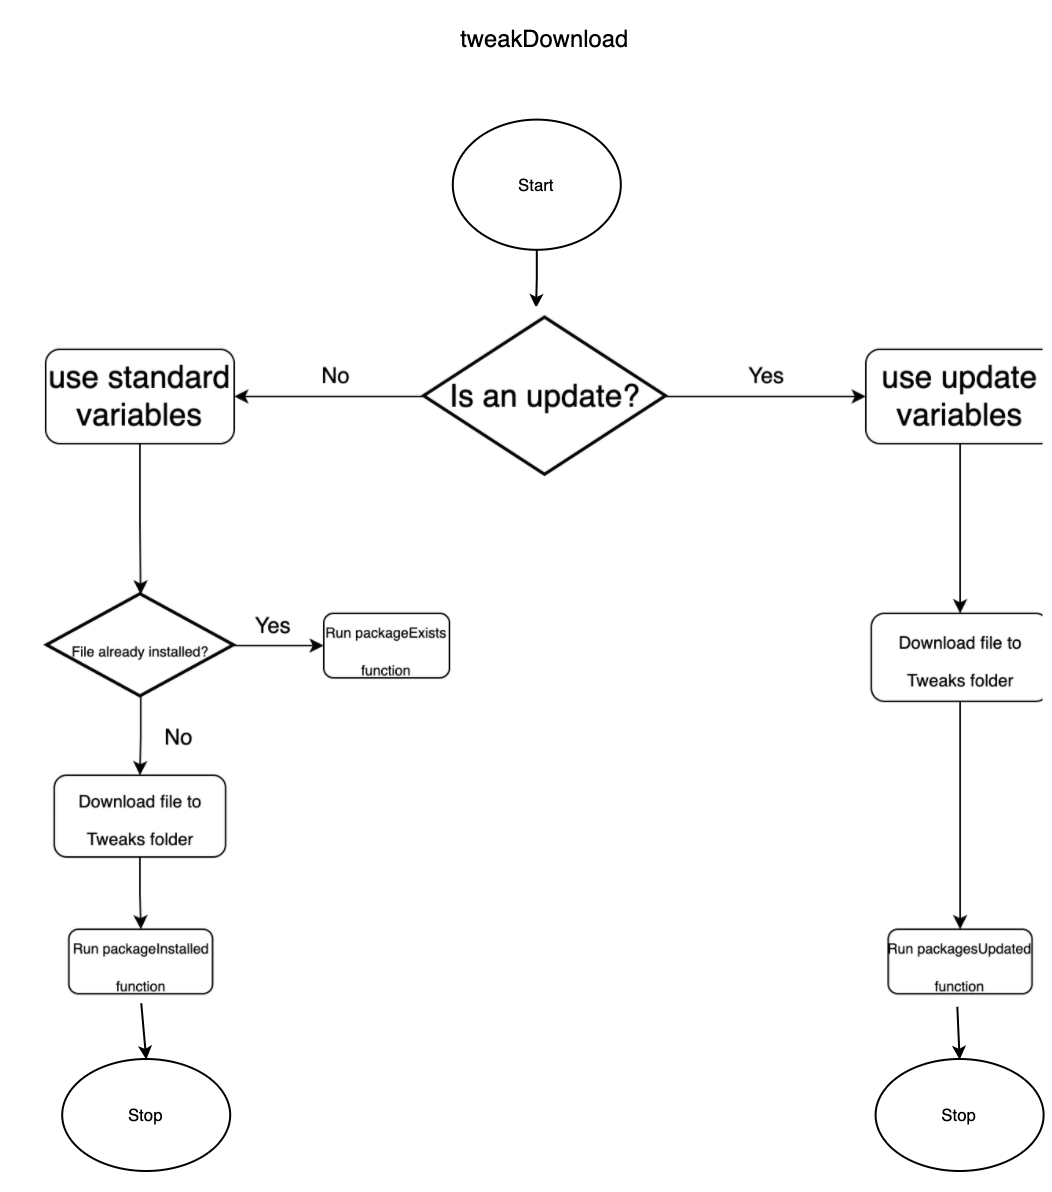 tweakDownload
Start
Is an update?
No
Yes
use standard
variables
use update
variables
File already installed?
Yes
Run packageExists
function
No
Download file to
Tweaks folder
Download file to
Tweaks folder
Run packageInstalled
function
Run packagesUpdated
function
Stop
Stop